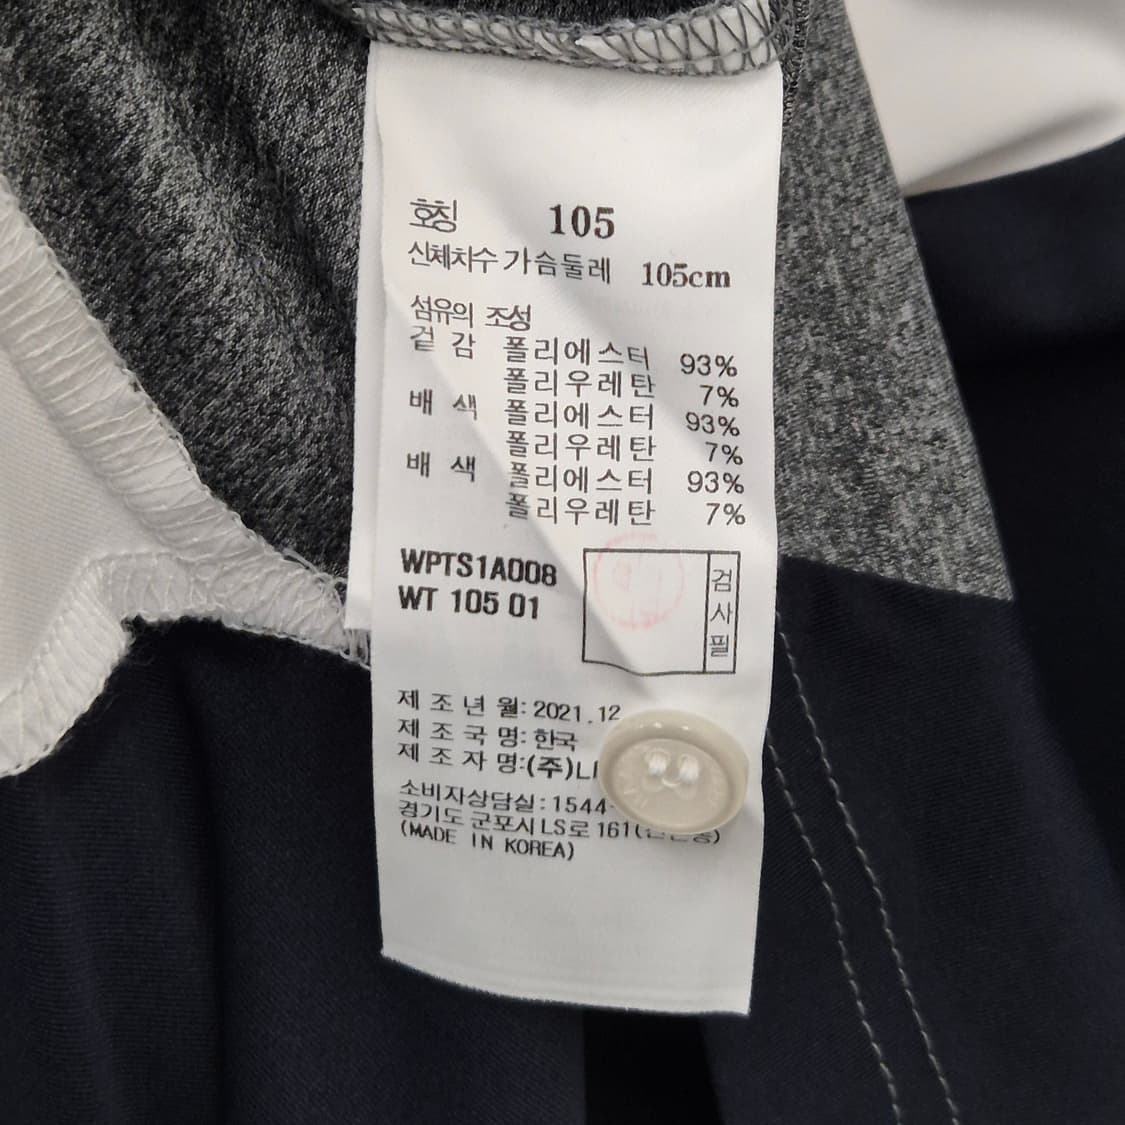 호칭 105
신체치수 가슴둘레 105cm
섬유의 조성
겉 감 폴리에스터 93%
폴리우레탄 7%
배 색 폴리에스터 93%
폴리우레탄 7%
배 색 폴리에스터 93%
폴리우레탄 7%
WPTS1A008
WT 105 01
검사필
제 조 년 월: 2021.12
제 조 국 명: 한국
제 조 자 명:(주)
소비자상담실: 1544
경기도 군포시 LS로 161
(MADE IN KOREA)